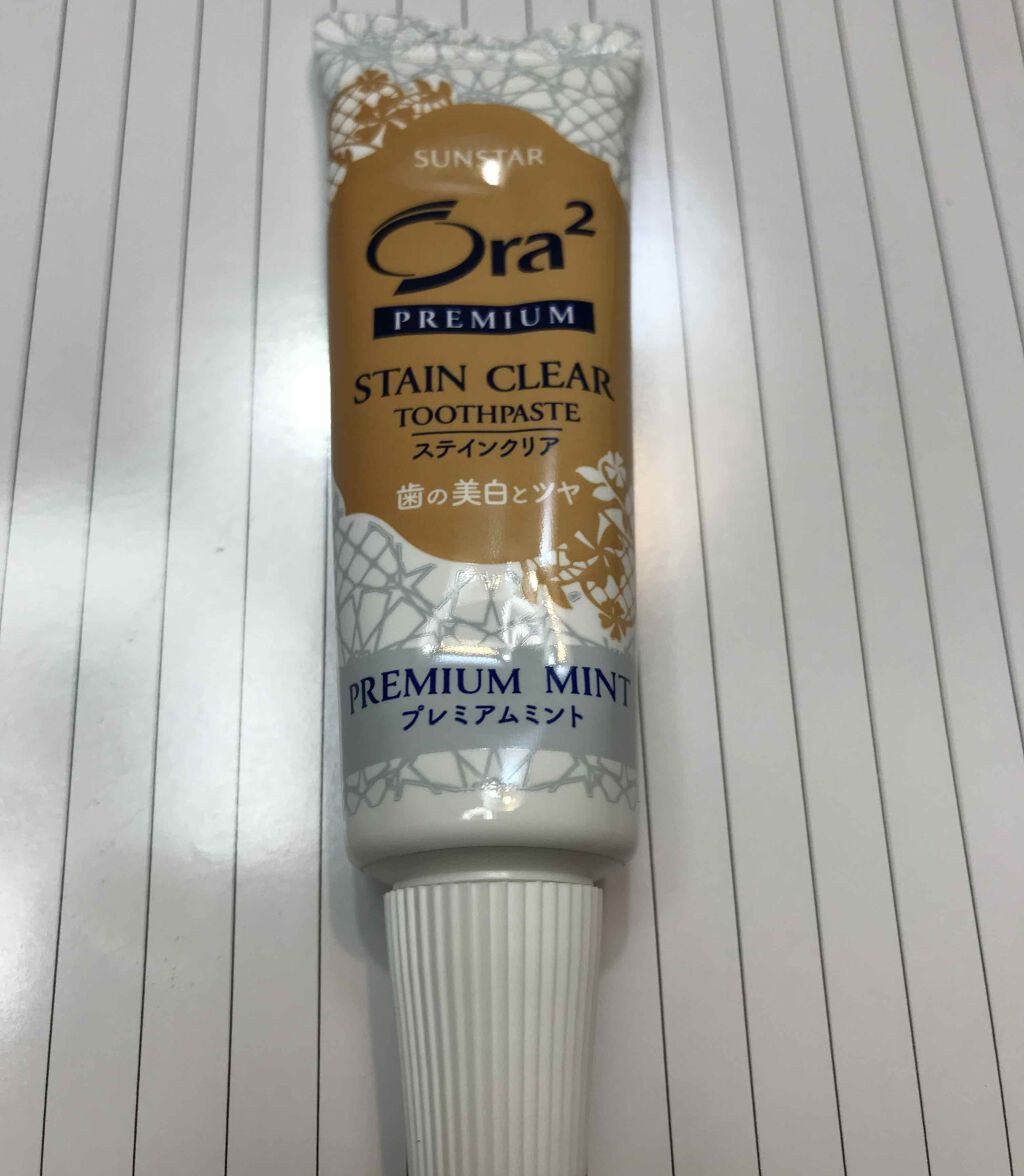 SUNSTAR
Ora²
PREMIUM
STAIN CLEAR
TOOTHPASTE
ステインクリア
歯の美白とツヤ
PREMIUM MINT
プレミアムミント